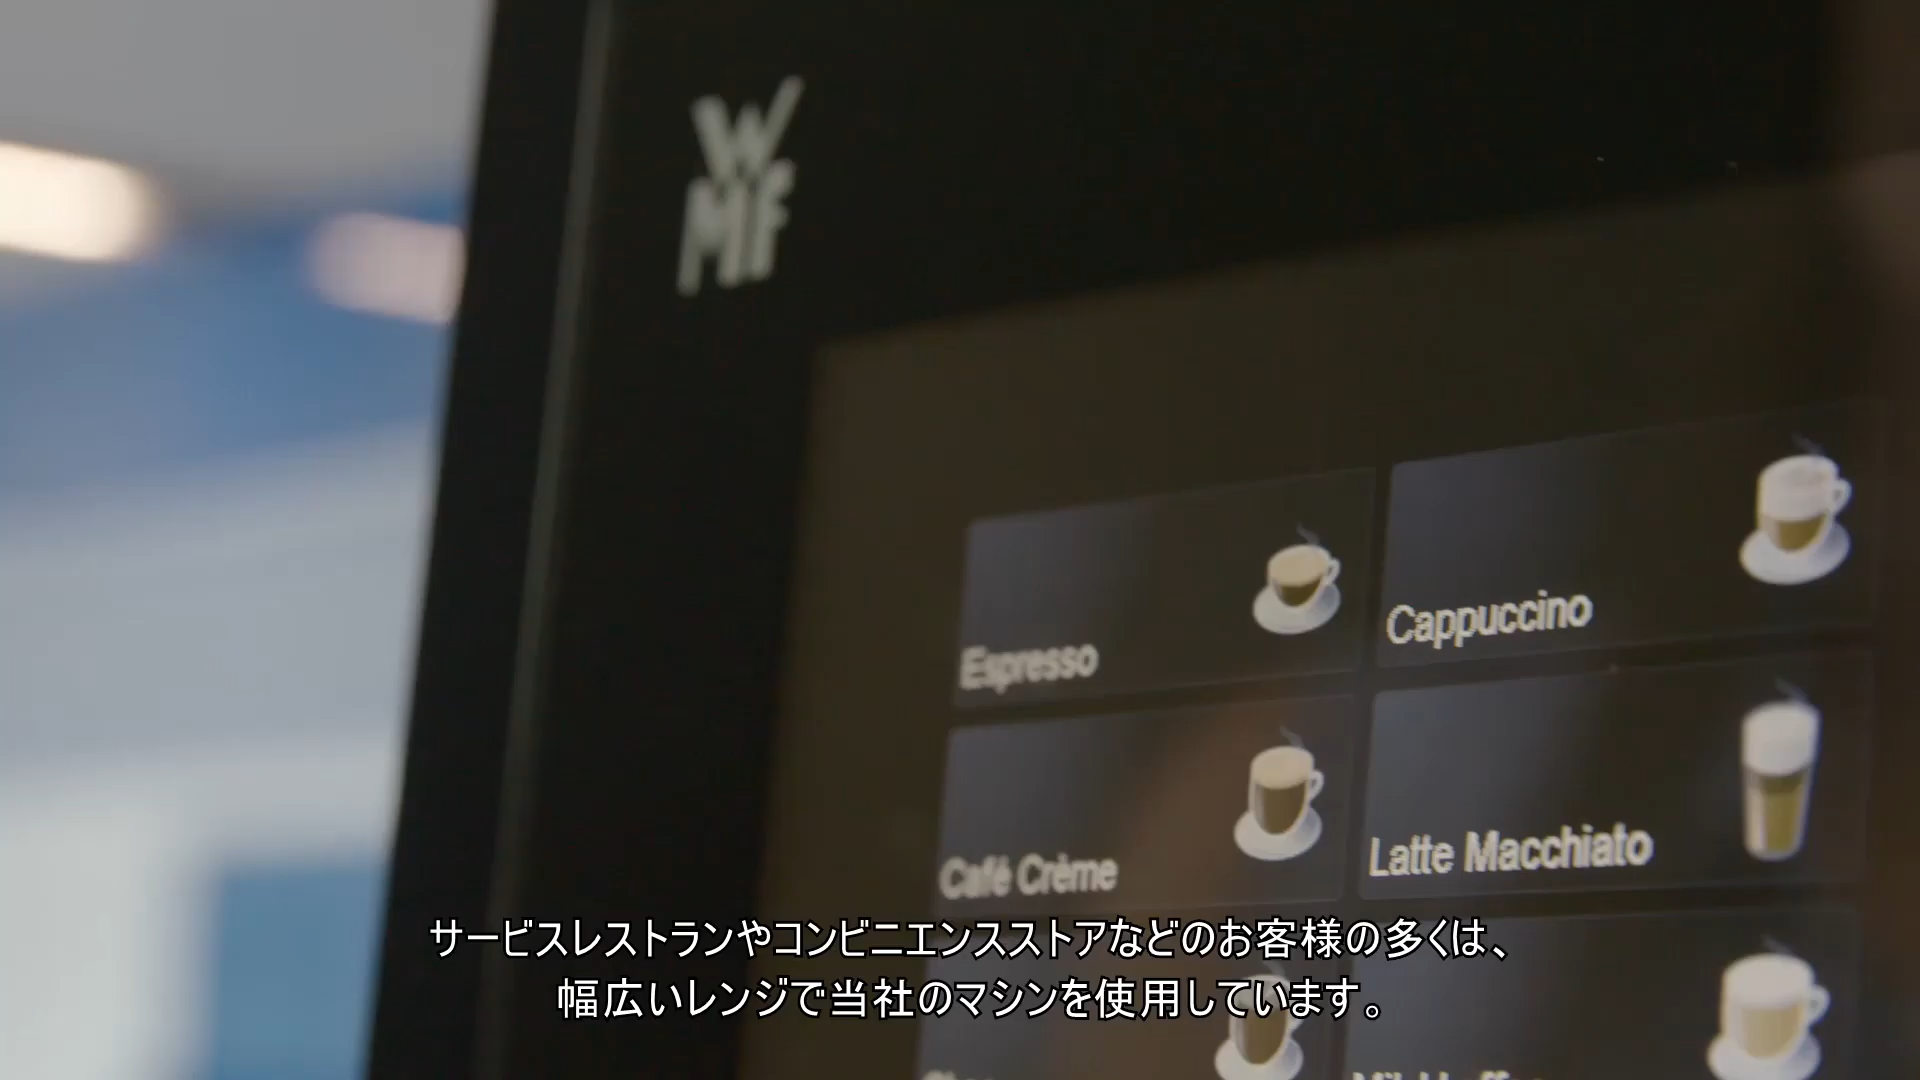 WMF
Espresso
Cappuccino
Café Crème
Latte Macchiato
サービスレストランやコンビニエンスストアなどのお客様の多くは、
幅広いレンジで当社のマシンを使用しています。